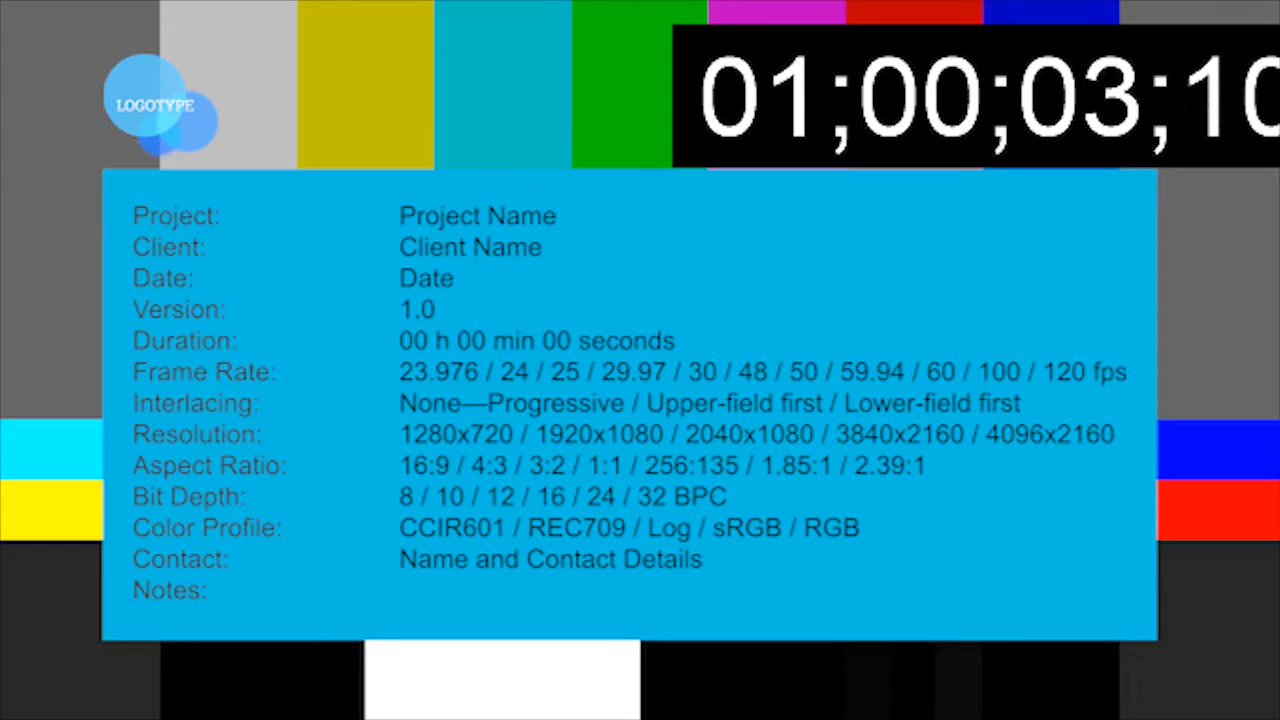 LOGOTYPE
01;00;03;10
Project: Project Name
Client: Client Name
Date: Date
Version: 1.0
Duration: 00 h 00 min 00 seconds
Frame Rate: 23.976 / 24 / 25 / 29.97 / 30 / 48 / 50 / 59.94 / 60 / 100 / 120 fps
Interlacing: None—Progressive / Upper-field first / Lower-field first
Resolution: 1280x720 / 1920x1080 / 2040x1080 / 3840x2160 / 4096x2160
Aspect Ratio: 16:9 / 4:3 / 3:2 / 1:1 / 256:135 / 1.85:1 / 2.39:1
Bit Depth: 8 / 10 / 12 / 16 / 24 / 32 BPC
Color Profile: CCIR601 / REC709 / Log / sRGB / RGB
Contact: Name and Contact Details
Notes: